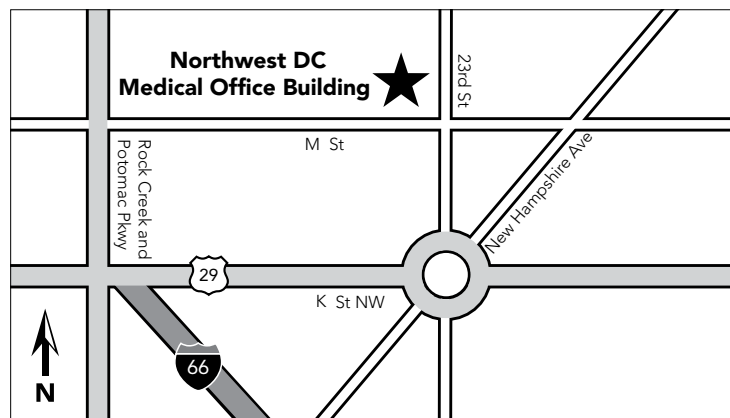 Northwest DC
Medical Office Building
23rd St
M St
Rock Creek and
Potomac Pkwy
New Hampshire Ave
29
K St NW
66
N